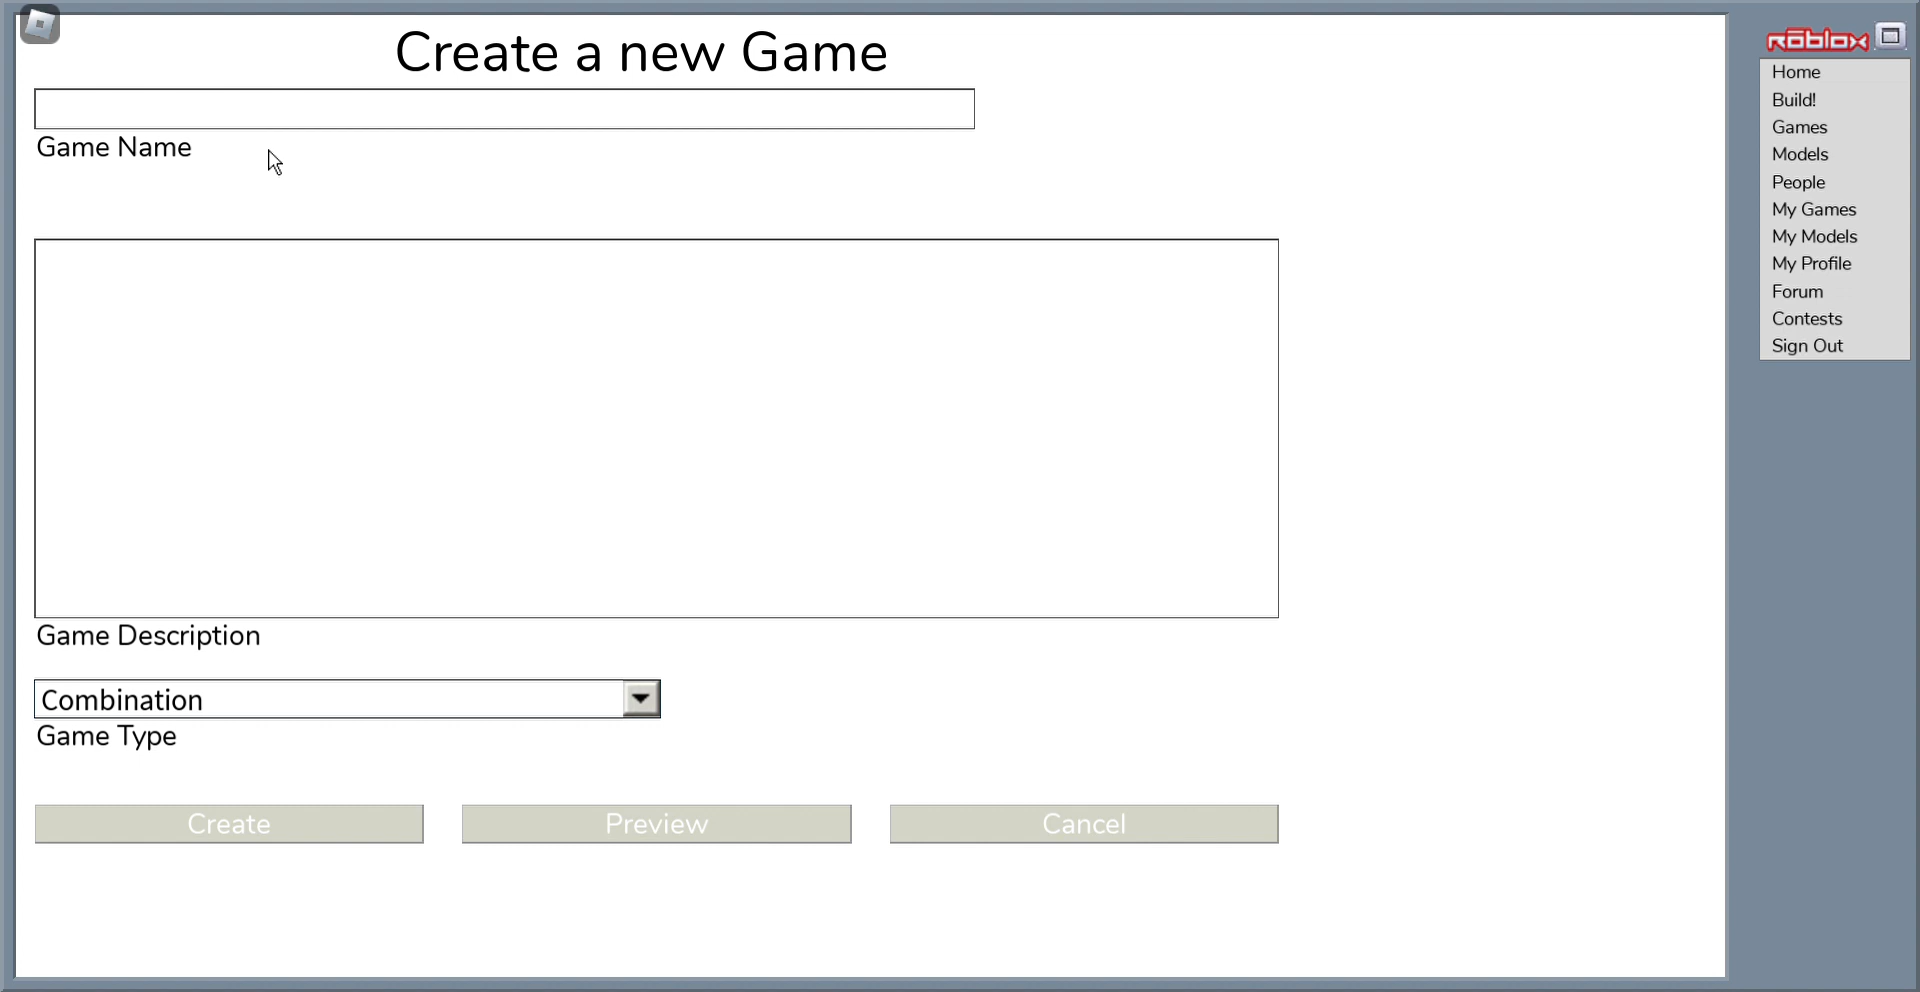 Create a new Game
Game Name
Game Description
Combination
Game Type
Create
Preview
Cancel
RŌBLOX
Home
Build!
Games
Models
People
My Games
My Models
My Profile
Forum
Contests
Sign Out